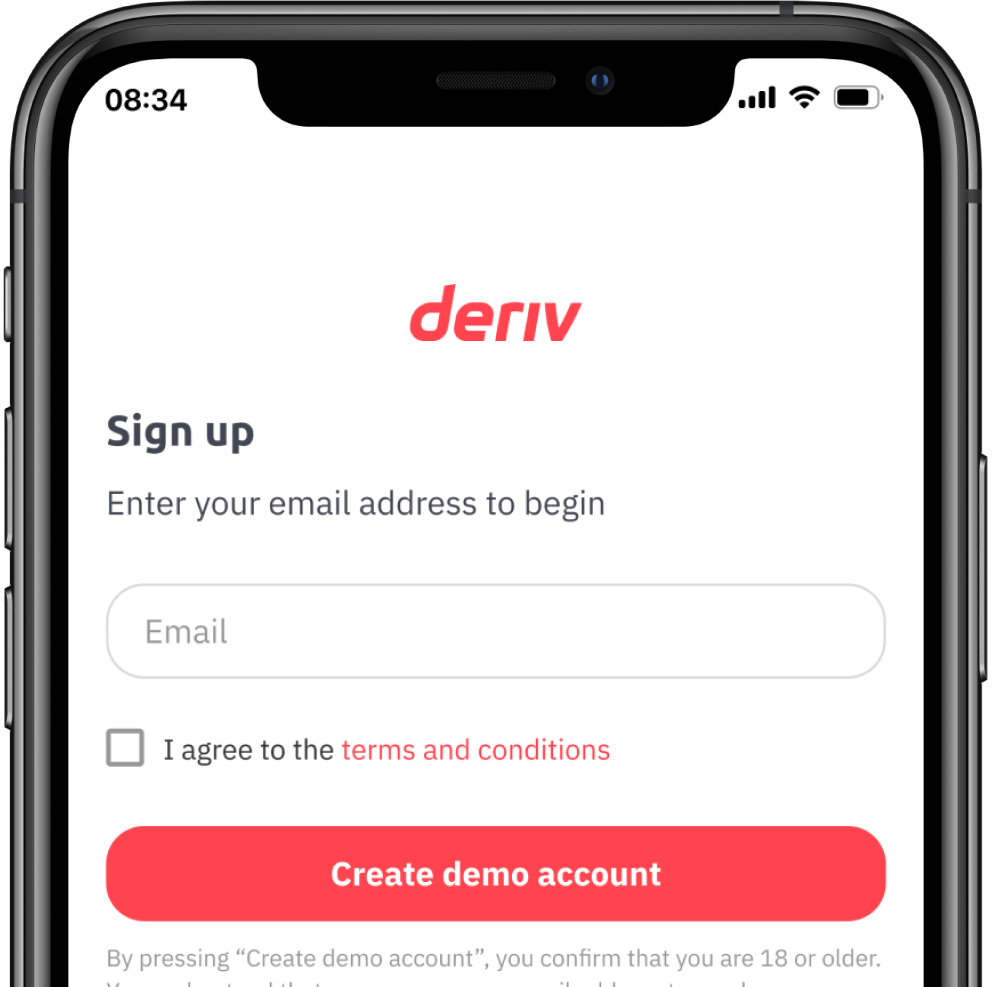 08:34
deriv
Sign up
Enter your email address to begin
Email
I agree to the terms and conditions
Create demo account
By pressing “Create demo account”, you confirm that you are 18 or older.